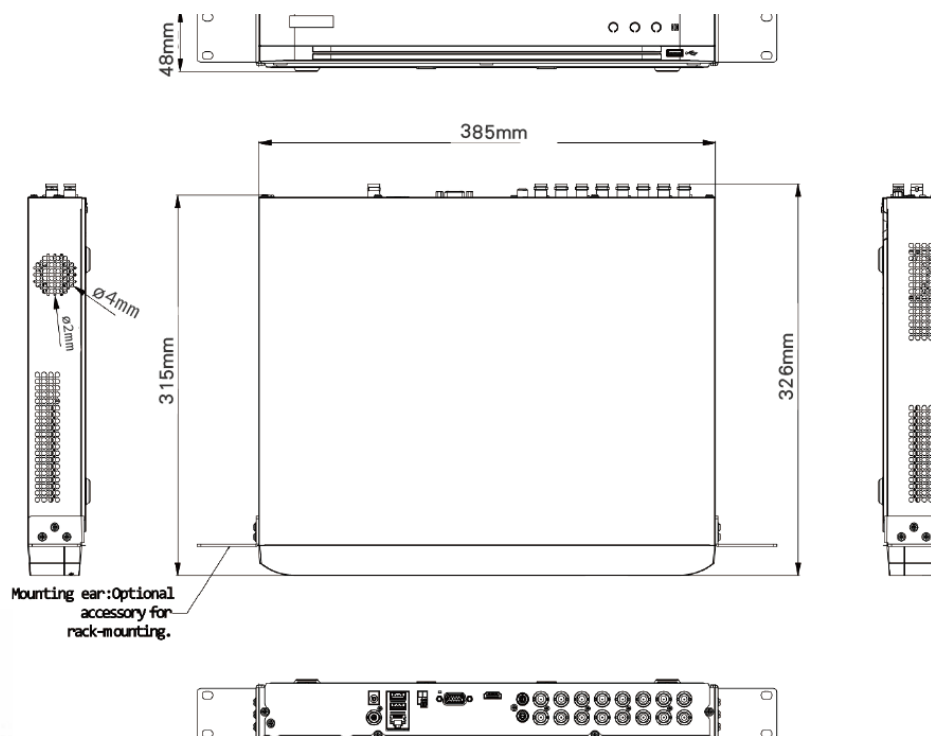 48mm
385mm
ø4mm
ø2mm
315mm
326mm
Mounting ear:Optional
accessory for
rack-mounting.